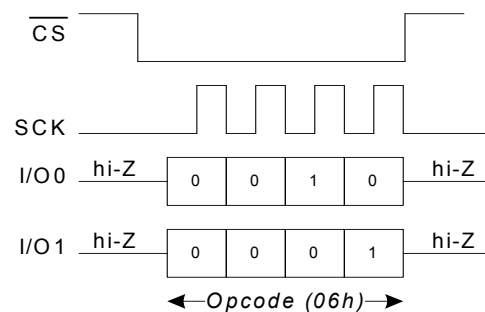 CS
SCK
I/O0 hi-Z 0 0 1 0 hi-Z
I/O1 hi-Z 0 0 0 1 hi-Z
Opcode (06h)